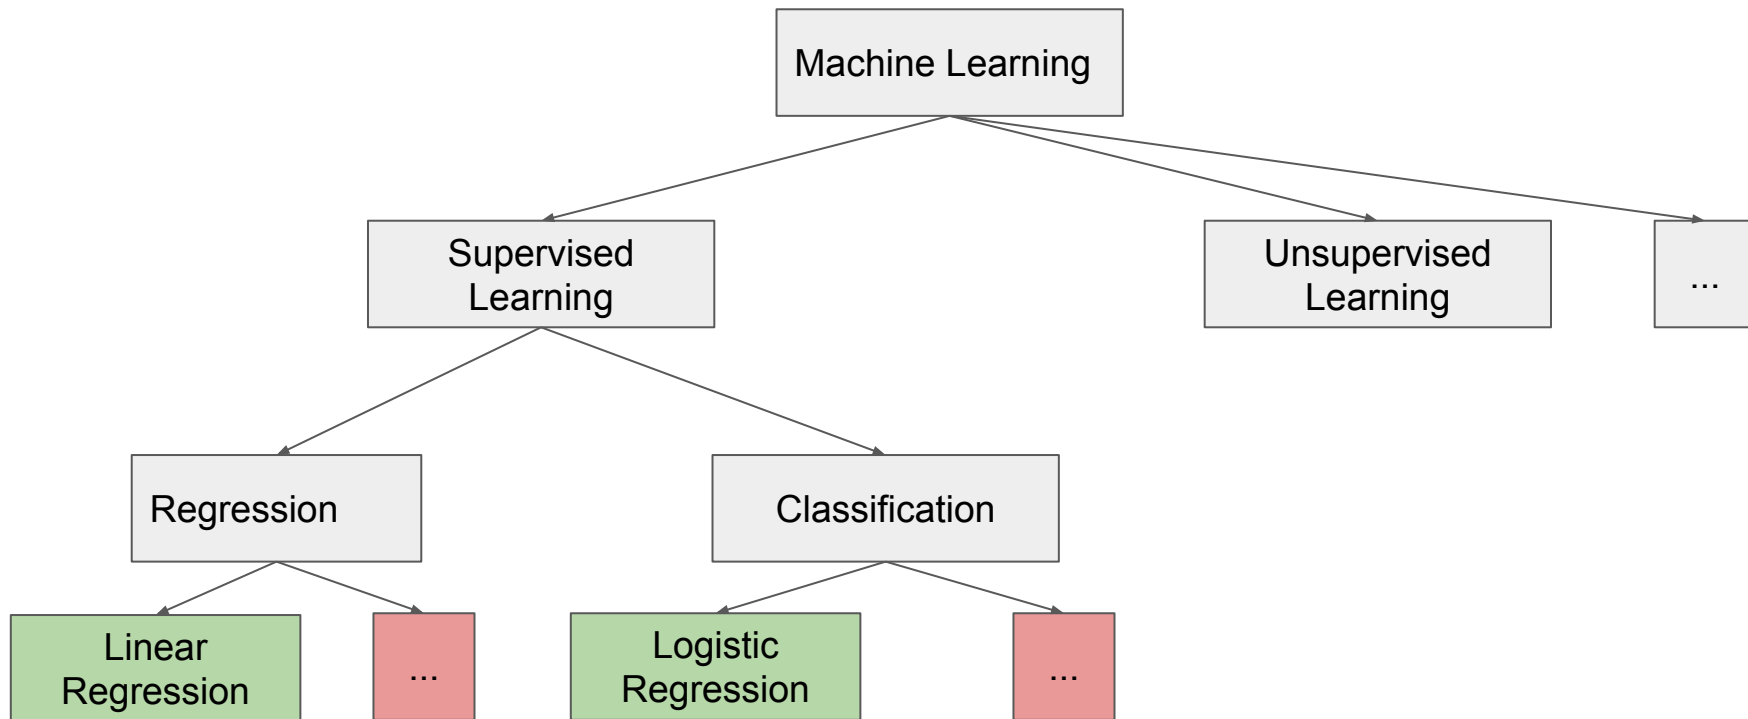 Machine Learning
Supervised
Learning
Unsupervised
Learning
...
Regression
Classification
Linear
Regression
...
Logistic
Regression
...